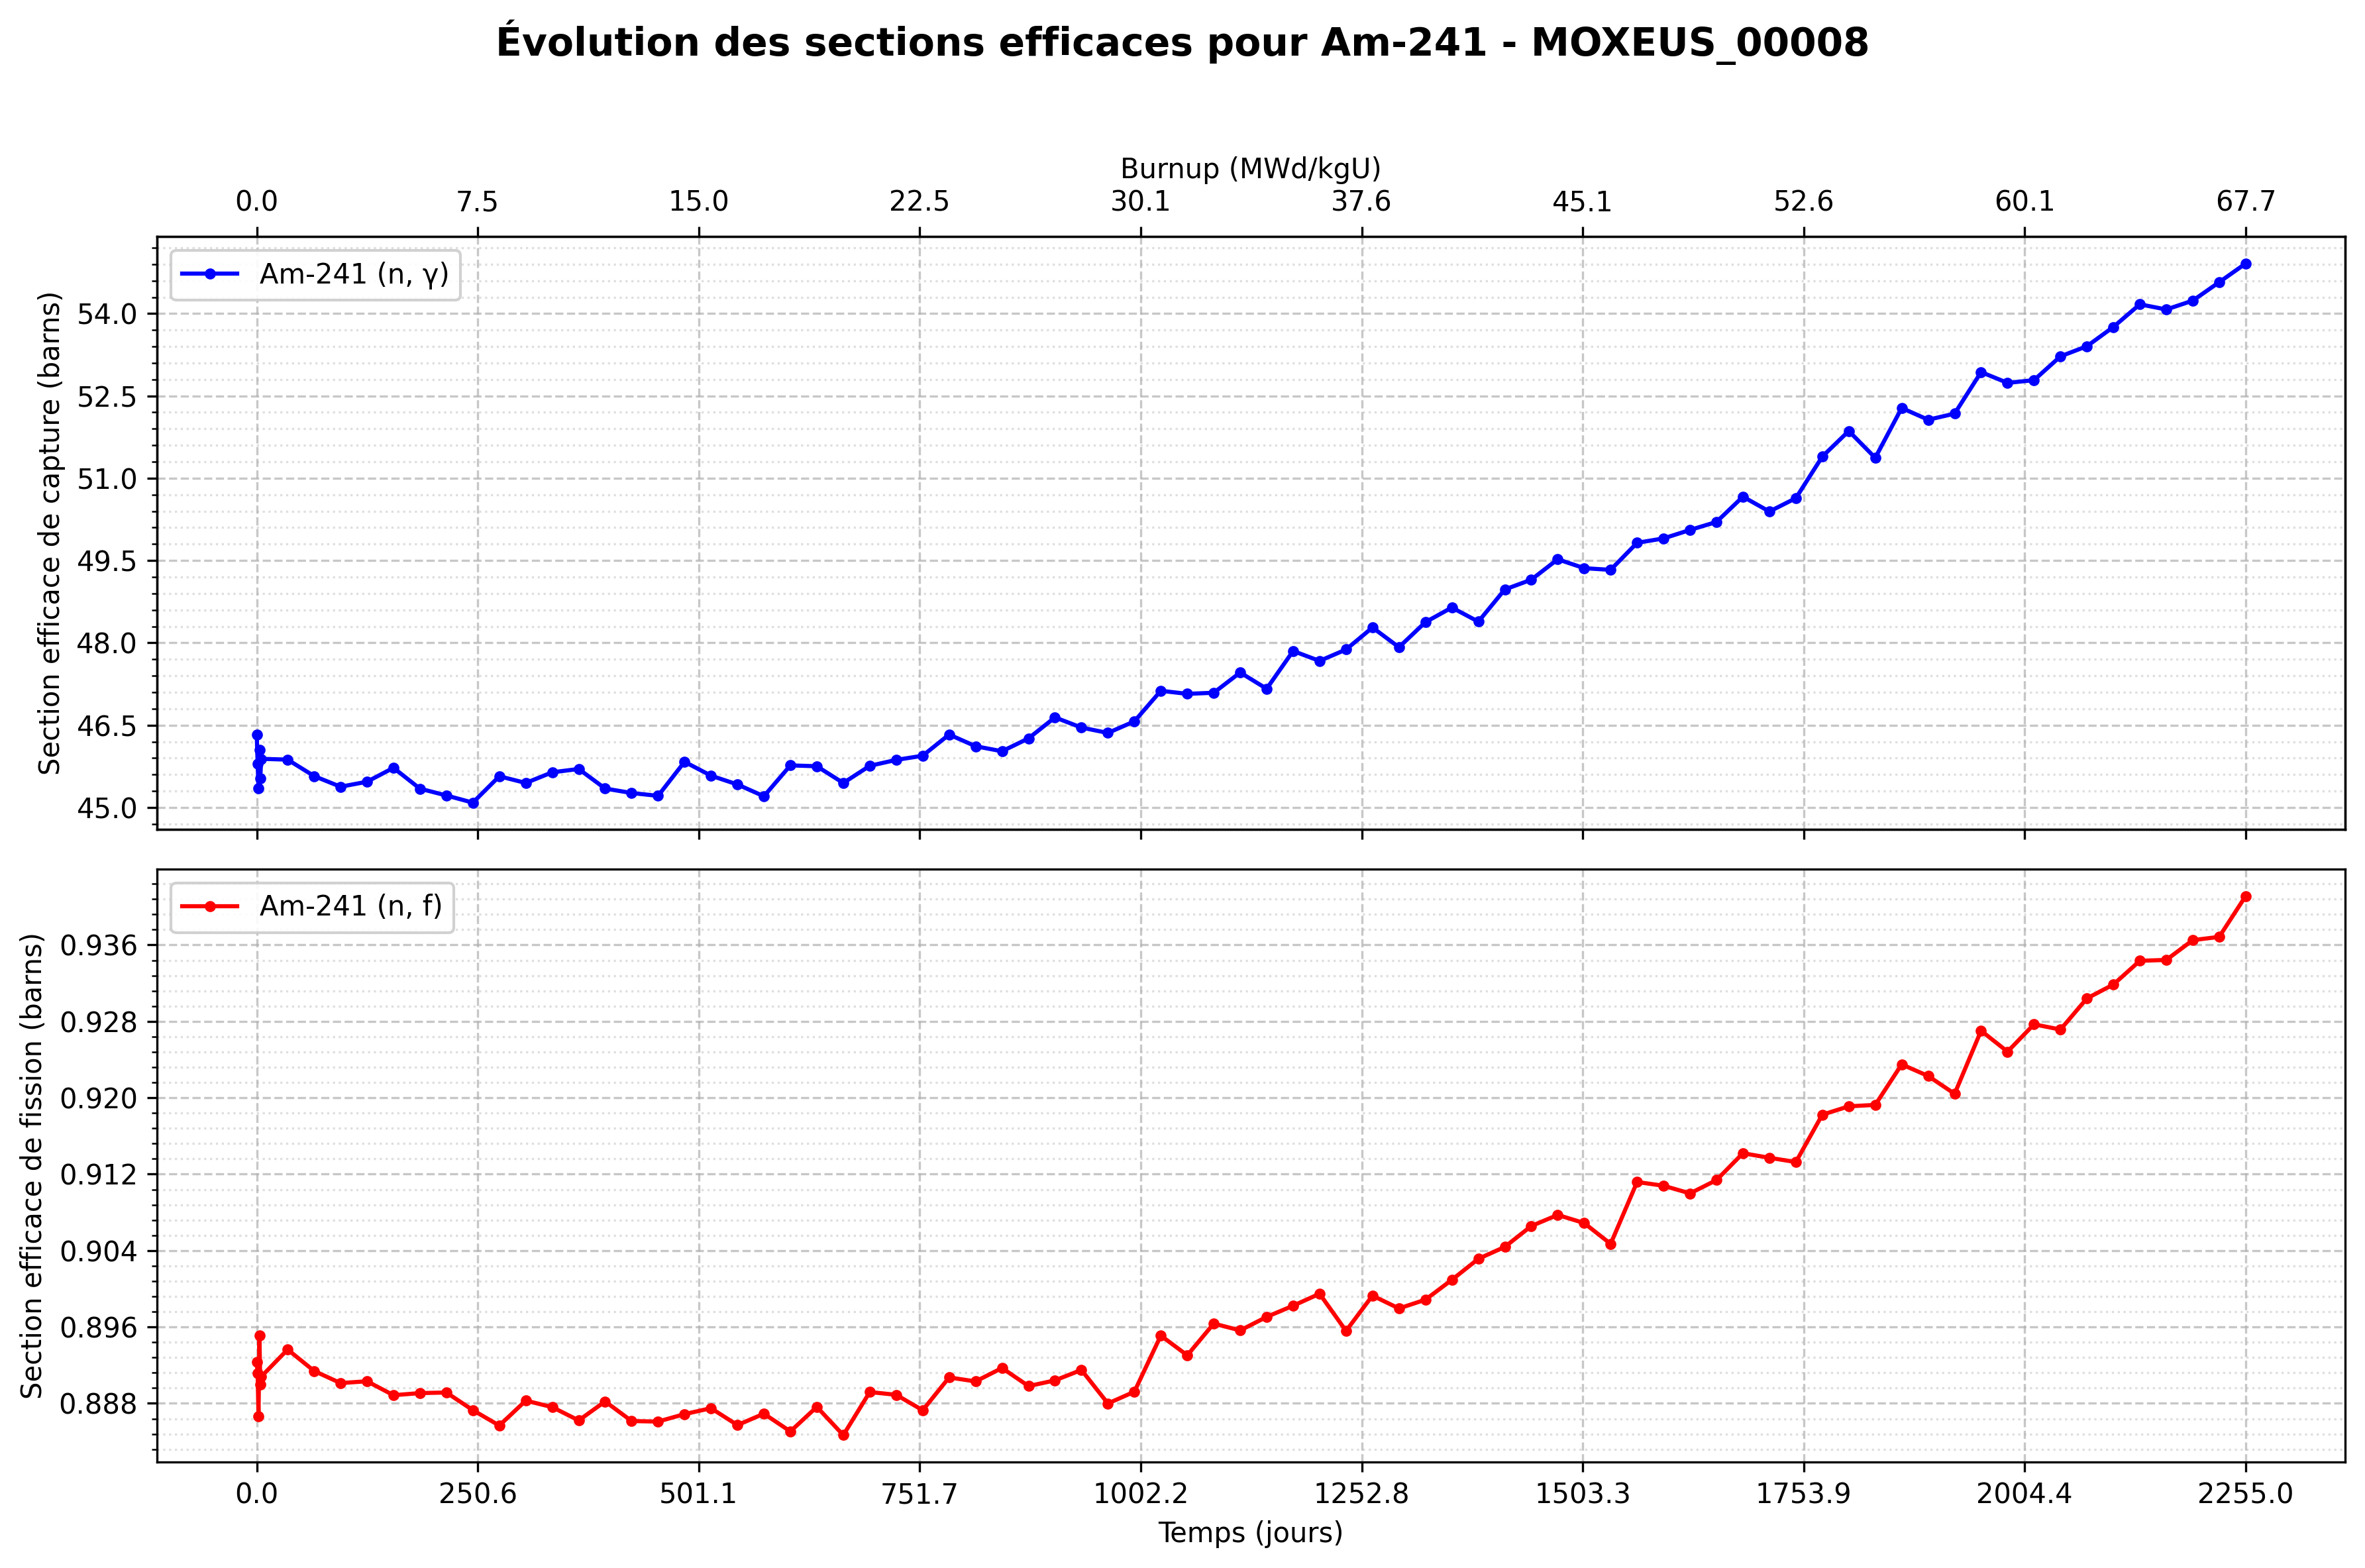 Évolution des sections efficaces pour Am-241 - MOXEUS_00008
Burnup (MWd/kgU)
0.0 7.5 15.0 22.5 30.1 37.6 45.1 52.6 60.1 67.7
Am-241 (n, γ)
Section efficace de capture (barns)
54.0
52.5
51.0
49.5
48.0
46.5
45.0
Am-241 (n, f)
Section efficace de fission (barns)
0.936
0.928
0.920
0.912
0.904
0.896
0.888
0.0 250.6 501.1 751.7 1002.2 1252.8 1503.3 1753.9 2004.4 2255.0
Temps (jours)